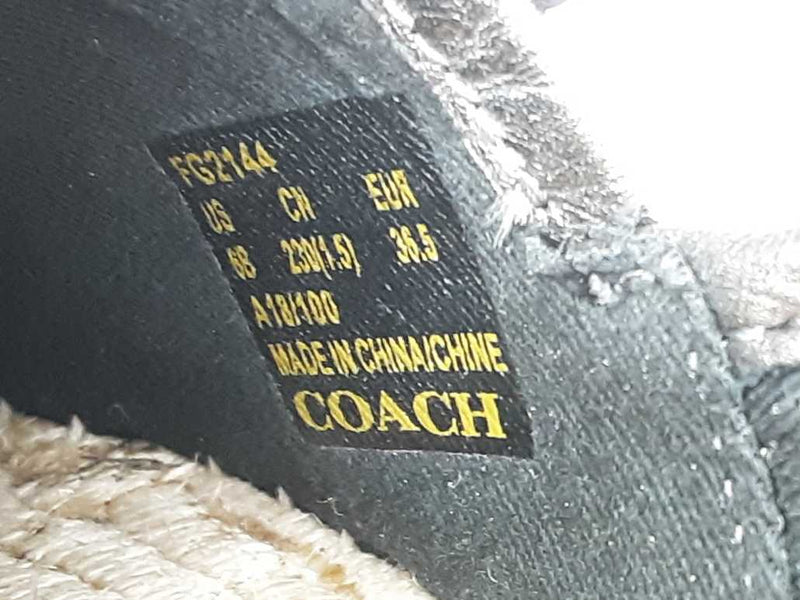 FG2144
US CN EUR
6B 230(1.5) 36.5
A18/100
MADE IN CHINA/CHINE
COACH